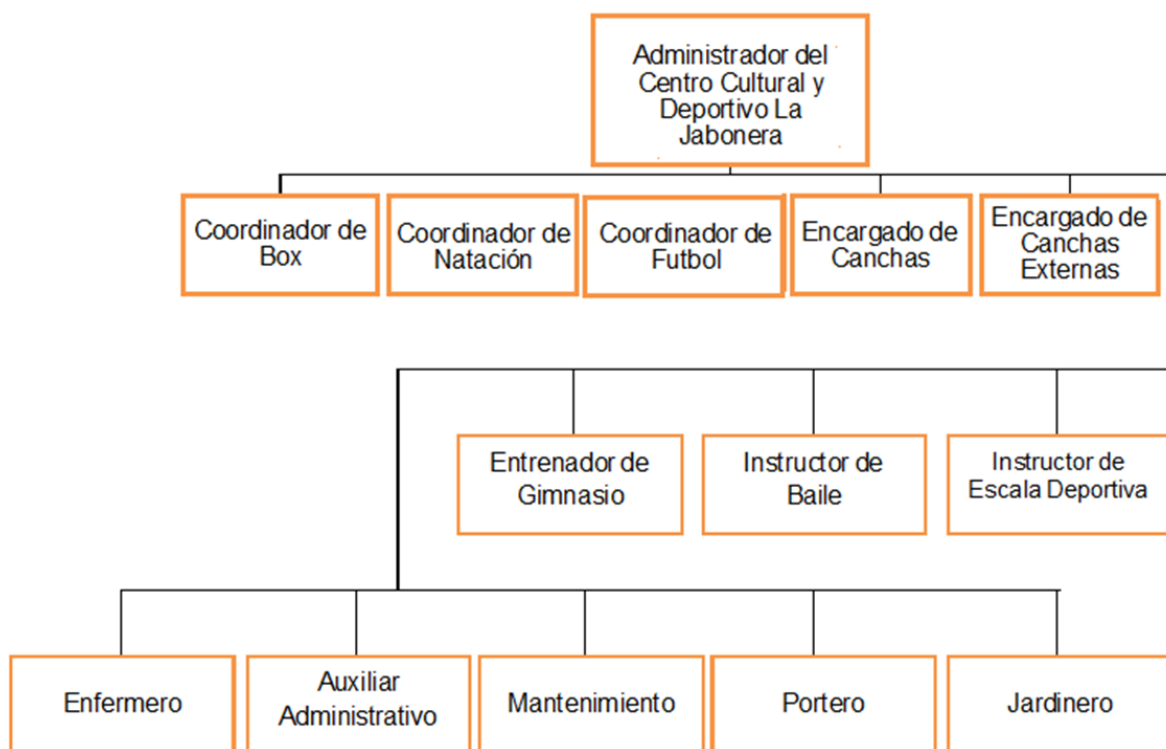 Administrador del
Centro Cultural y
Deportivo La
Jabonera
Coordinador de
Box
Coordinador de
Natación
Coordinador de
Futbol
Encargado de
Canchas
Encargado de
Canchas
Externas
Entrenador de
Gimnasio
Instructor de
Baile
Instructor de
Escala Deportiva
Enfermero
Auxiliar
Administrativo
Mantenimiento
Portero
Jardinero